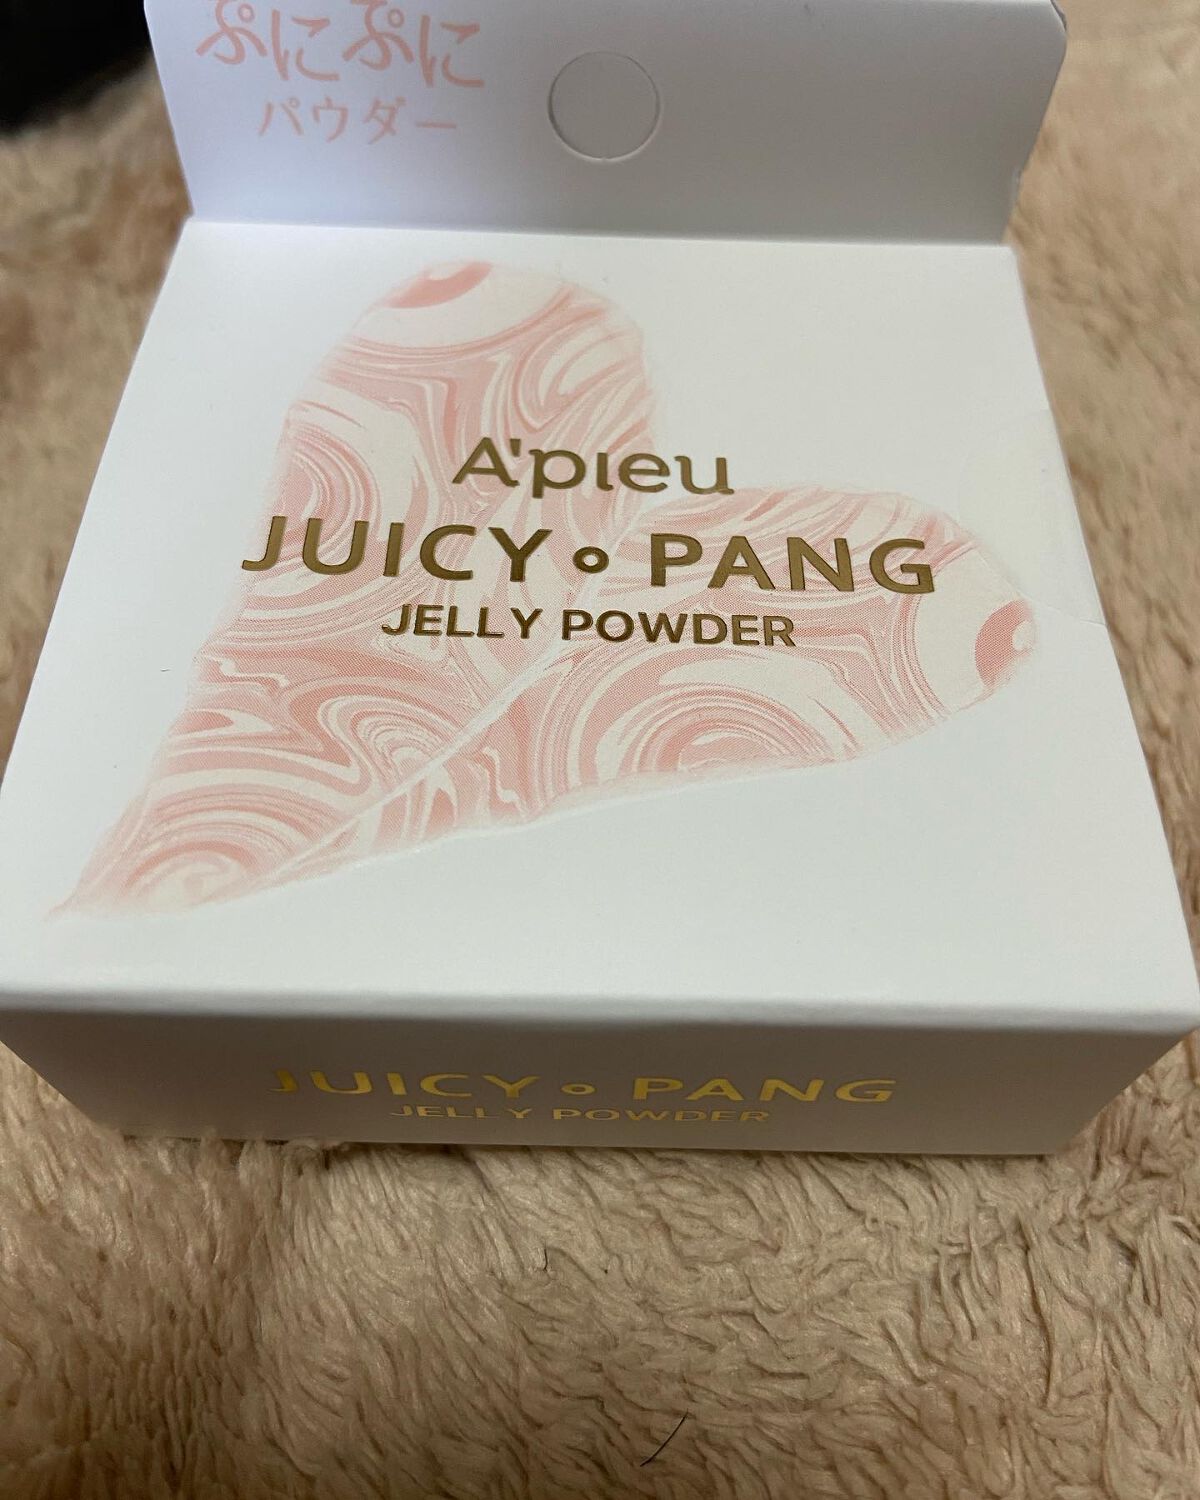 ぷにぷに
パウダー
A'pieu
JUICY∘PANG
JELLY POWDER
JUICY∘PANG
JELLY POWDER